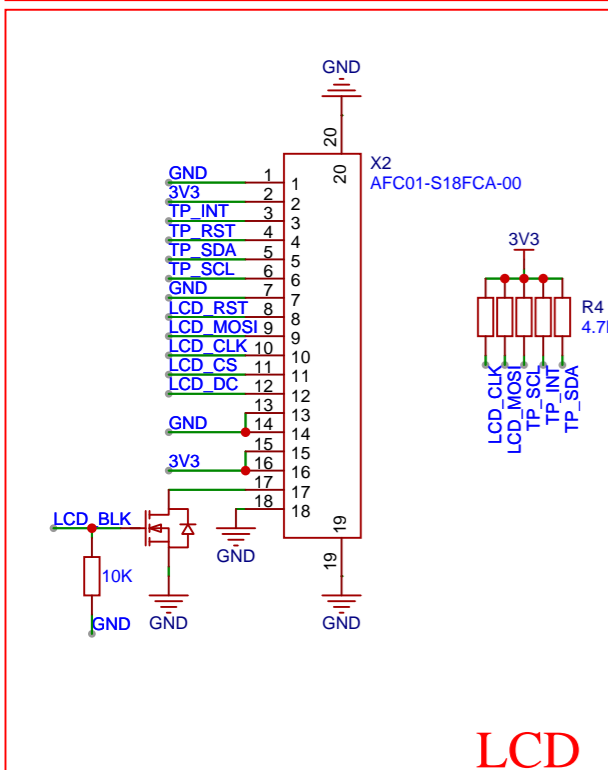 GND
20
20
X2
AFC01-S18FCA-00
GND 1 1
3V3 2 2
TP_INT 3 3
TP_RST 4 4
TP_SDA 5 5
TP_SCL 6 6
GND 7 7
LCD_RST 8 8
LCD_MOSI 9 9
LCD_CLK 10 10
LCD_CS 11 11
LCD_DC 12 12
13 13
GND 14 14
15 15
3V3 16 16
17 17
18 18
LCD_BLK
10K
GND
GND
GND
19
19
GND
3V3
R4
4.7
LCD_CLK
LCD_MOSI
TP_SCL
TP_INT
TP_SDA
LCD